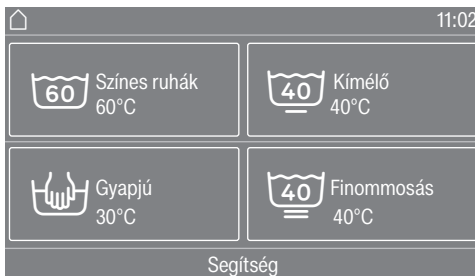 11:02
60
Színes ruhák
60°C
40
Kímélő
40°C
Gyapjú
30°C
40
Finommosás
40°C
Segítség